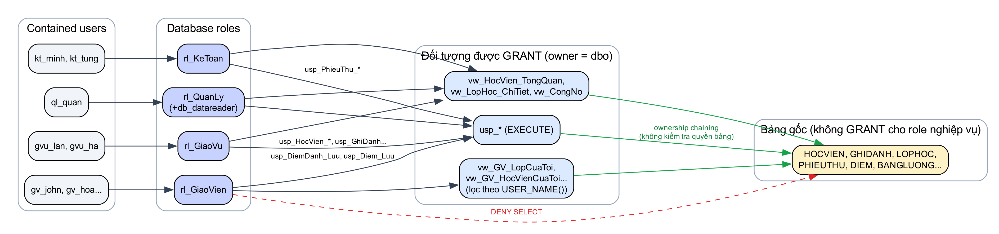 Contained users
kt_minh, kt_tung
ql_quan
gvu_lan, gvu_ha
gv_john, gv_hoa...
Database roles
rl_KeToan
rl_QuanLy
(+db_datareader)
rl_GiaoVu
rl_GiaoVien
usp_PhieuThu_*
usp_HocVien_*, usp_GhiDanh...
usp_DiemDanh_Luu, usp_Diem_Luu
Đối tượng được GRANT (owner = dbo)
vw_HocVien_TongQuan,
vw_LopHoc_ChiTiet, vw_CongNo
usp_* (EXECUTE)
vw_GV_LopCuaToi,
vw_GV_HocVienCuaToi...
(lọc theo USER_NAME())
DENY SELECT
ownership chaining
(không kiểm tra quyền bảng)
Bảng gốc (không GRANT cho role nghiệp vụ)
HOCVIEN, GHIDANH, LOPHOC,
PHIEUTHU, DIEM, BANGLUONG...